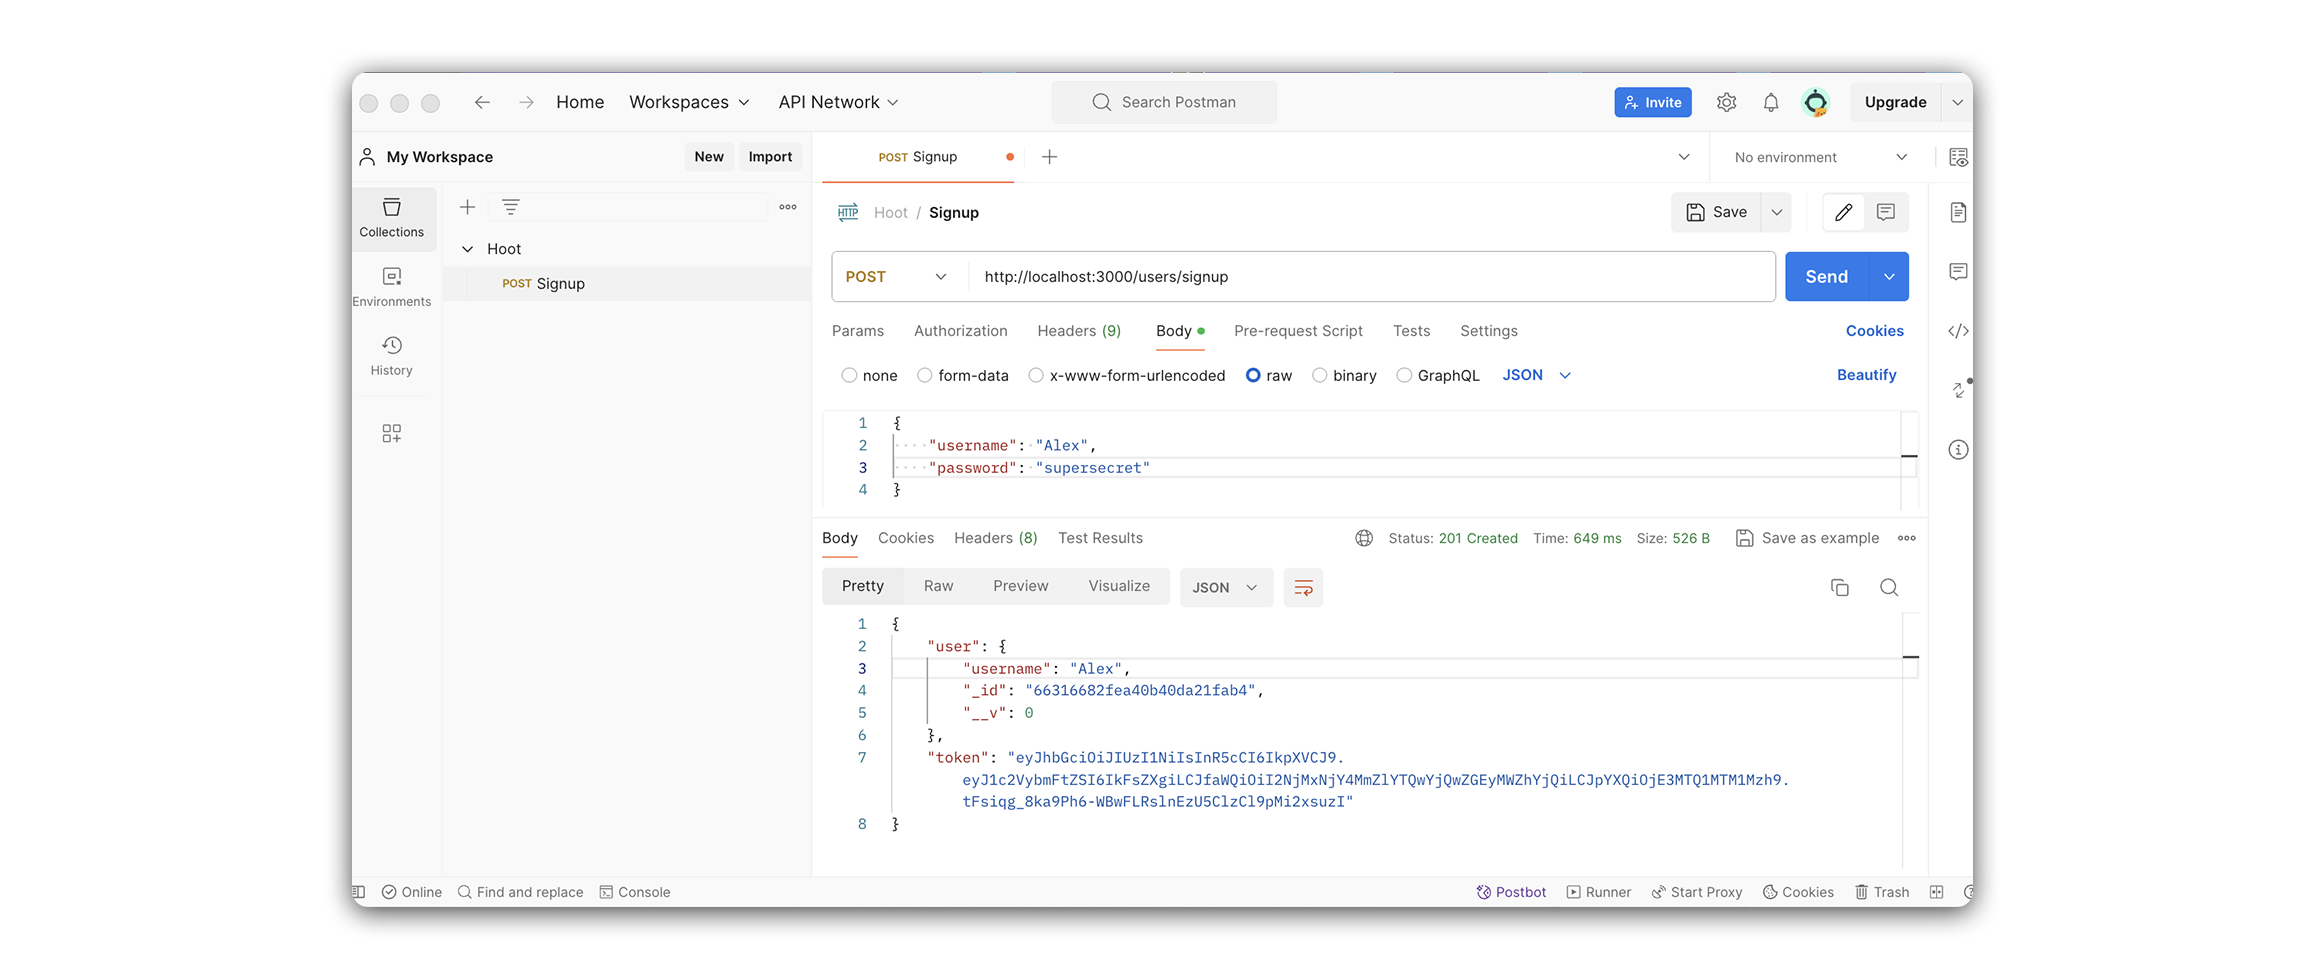 Home Workspaces API Network Search Postman Invite Upgrade
My Workspace New Import POST Signup No environment
Collections
Environments
History
Hoot
POST Signup
HTTP Hoot / Signup Save
POST http://localhost:3000/users/signup Send
Params Authorization Headers (9) Body Pre-request Script Tests Settings Cookies
none form-data x-www-form-urlencoded raw binary GraphQL JSON Beautify
1 {
2 "username": "Alex",
3 "password": "supersecret"
4 }
Body Cookies Headers (8) Test Results Status: 201 Created Time: 649 ms Size: 526 B Save as example
Pretty Raw Preview Visualize JSON
1 {
2 "user": {
3 "username": "Alex",
4 "_id": "66316682fea40b40da21fab4",
5 "__v": 0
6 },
7 "token": "eyJhbGciOiJIUzI1NiIsInR5cCI6IkpXVCJ9.
eyJ1c2VybmFtZSI6IkFsZXgiLCJfaWQiOiI2NjMxNjY4MmZlYTQwYjQwZGEyMWZhYjQiLCJpYXQiOjE3MTQ1MTM1Mzh9.
tFsiqg_8ka9Ph6-WBwFLRslnEzU5ClzCl9pMi2xsuzI"
8 }
Online Find and replace Console Postbot Runner Start Proxy Cookies Trash